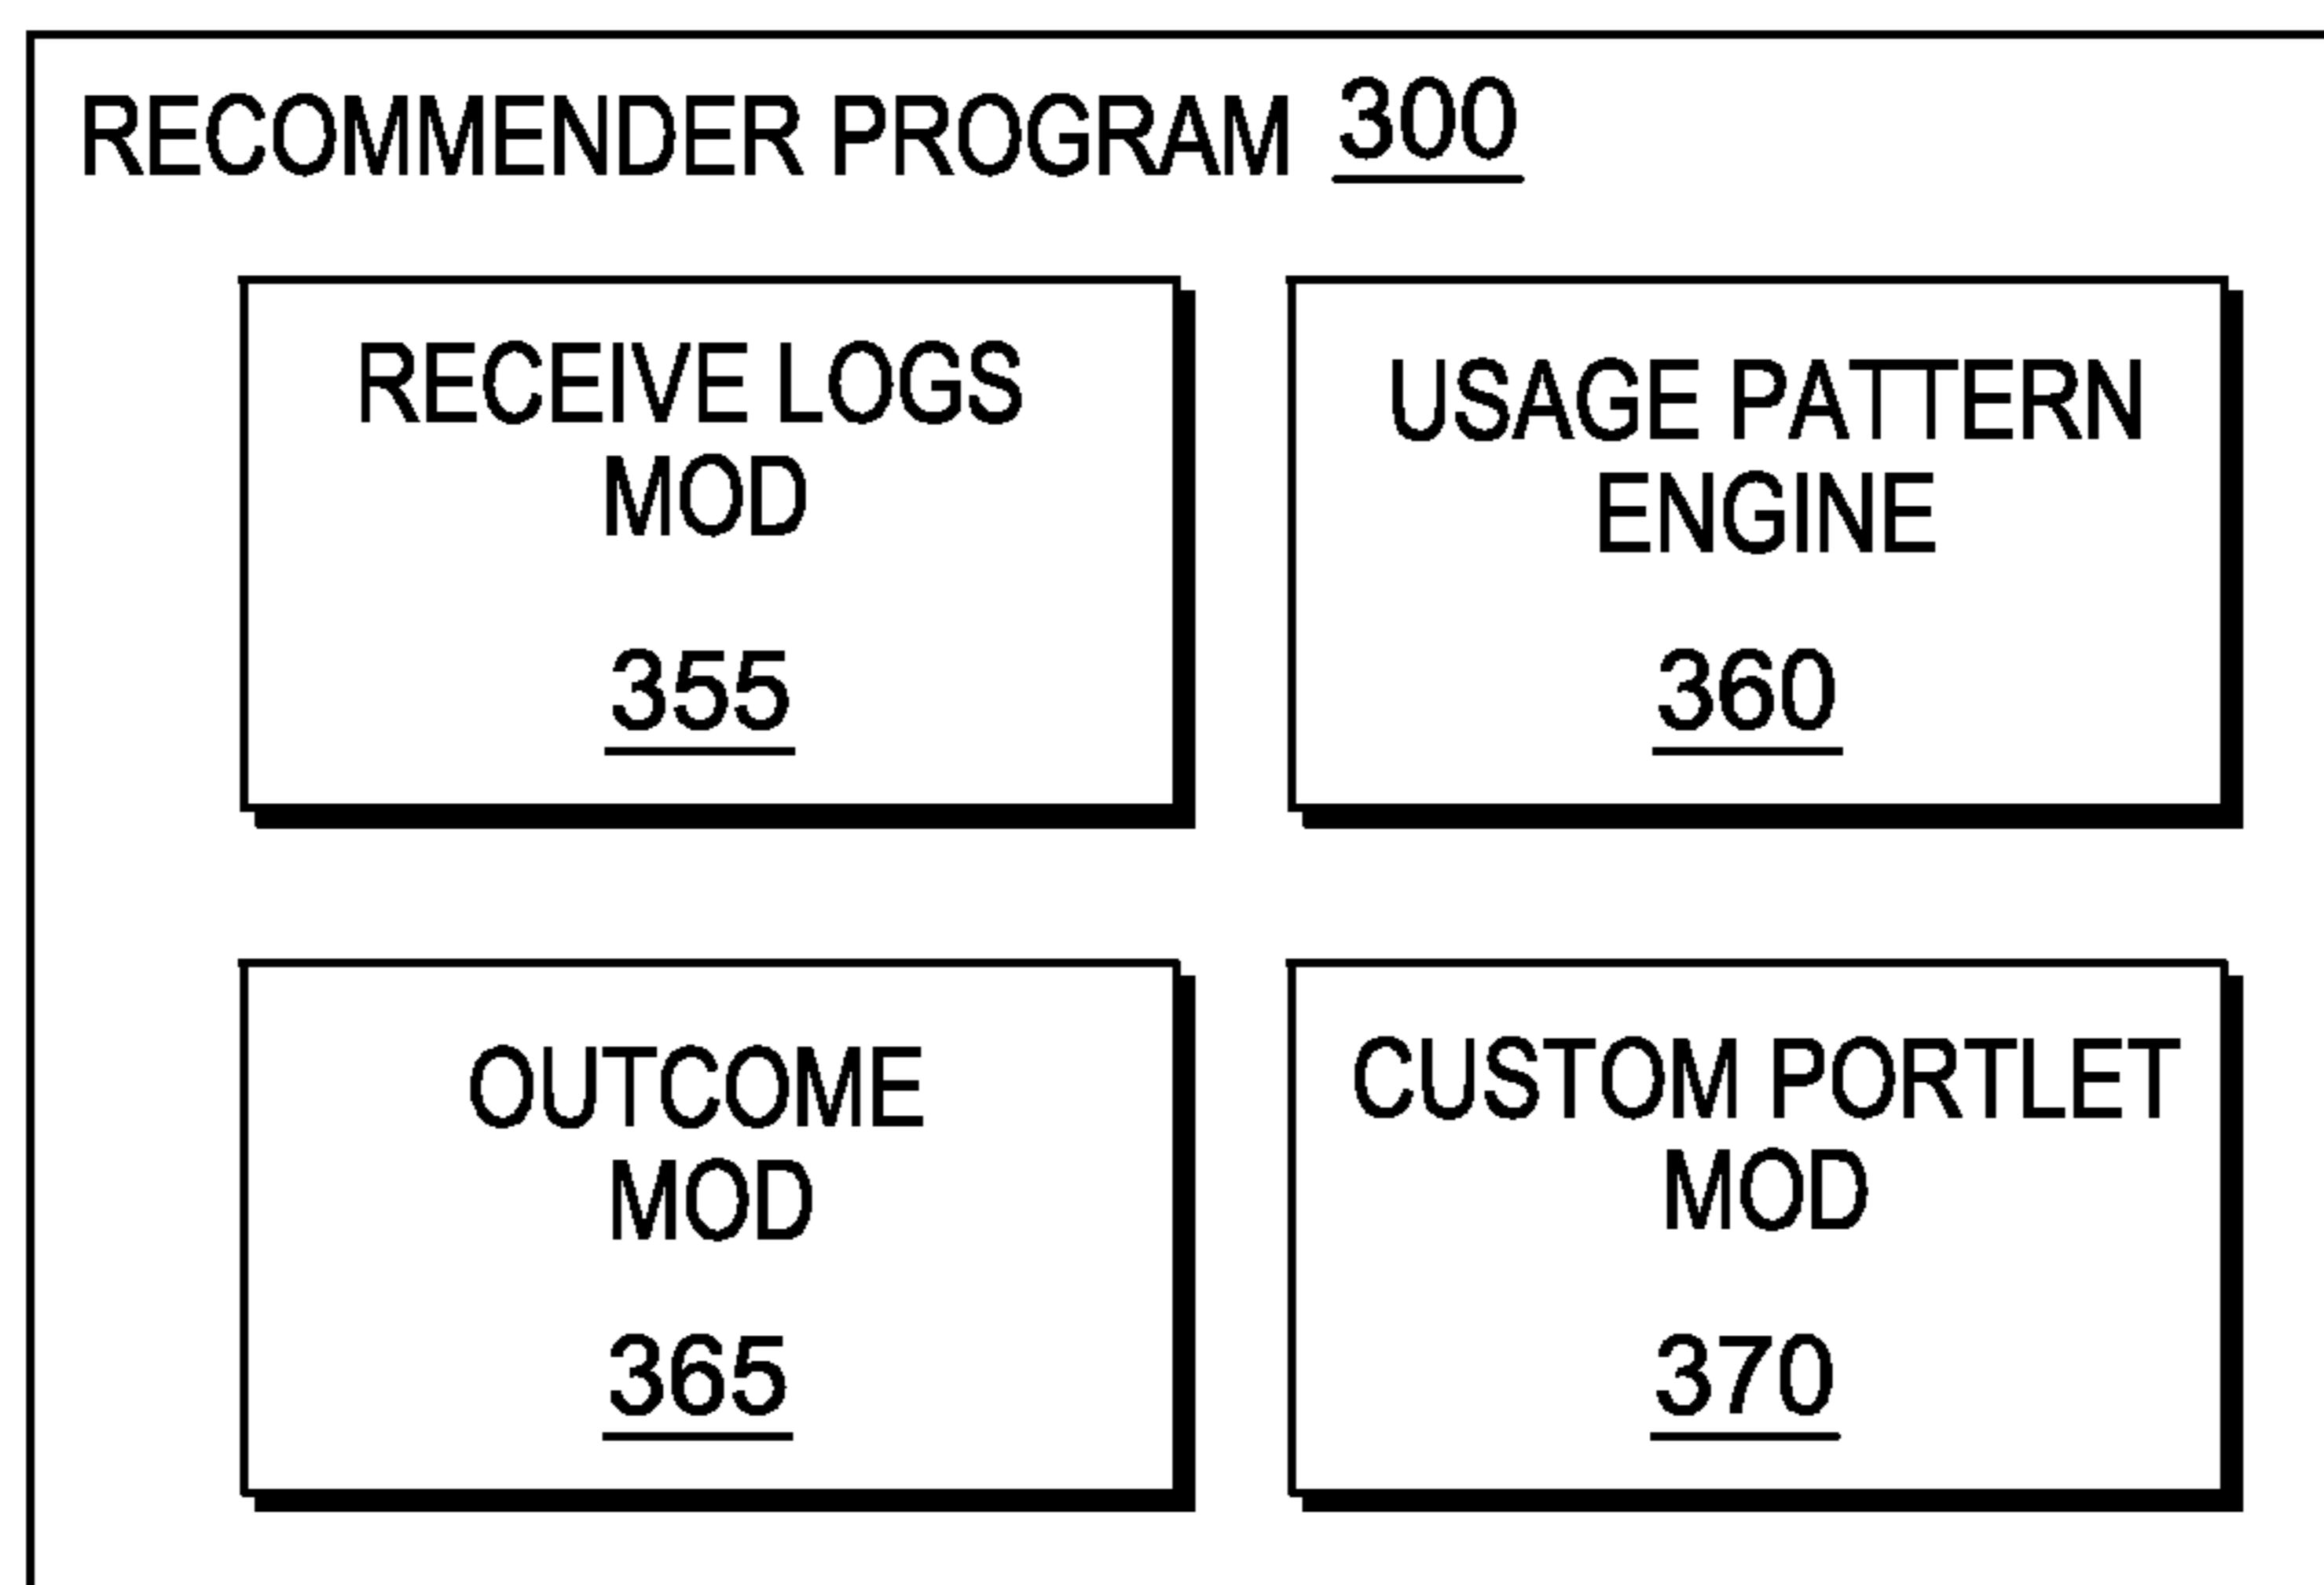 RECOMMENDER PROGRAM 300
RECEIVE LOGS
MOD
355
USAGE PATTERN
ENGINE
360
OUTCOME
MOD
365
CUSTOM PORTLET
MOD
370